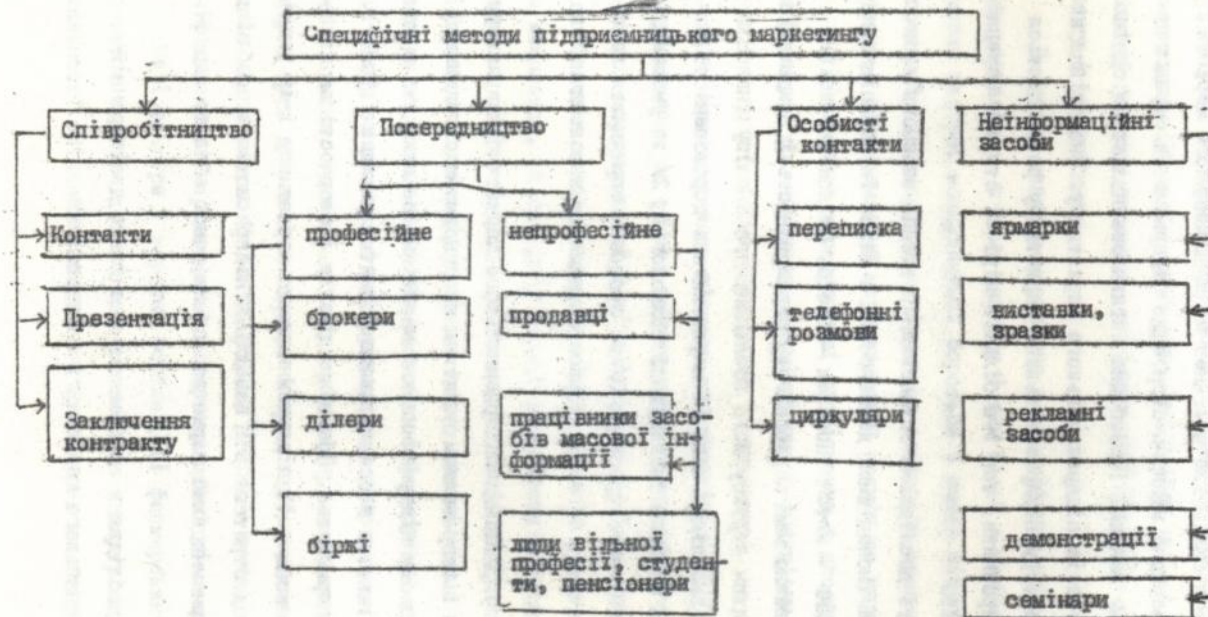 Специфічні методи підприємницького маркетингу
Співробітництво
Посередництво
Особисті
контакти
Неінформаційні
засоби
Контакти
професійне
непрофесійне
переписка
ярмарки
Презентація
брокери
продавці
телефонні
розмови
виставки,
зразки
Заключення
контракту
ділери
працівники засо-
бів масової ін-
формації
циркуляри
рекламні
засоби
біржі
люди вільної
професії, студен-
ти, пенсіонери
демонстрації
семінари